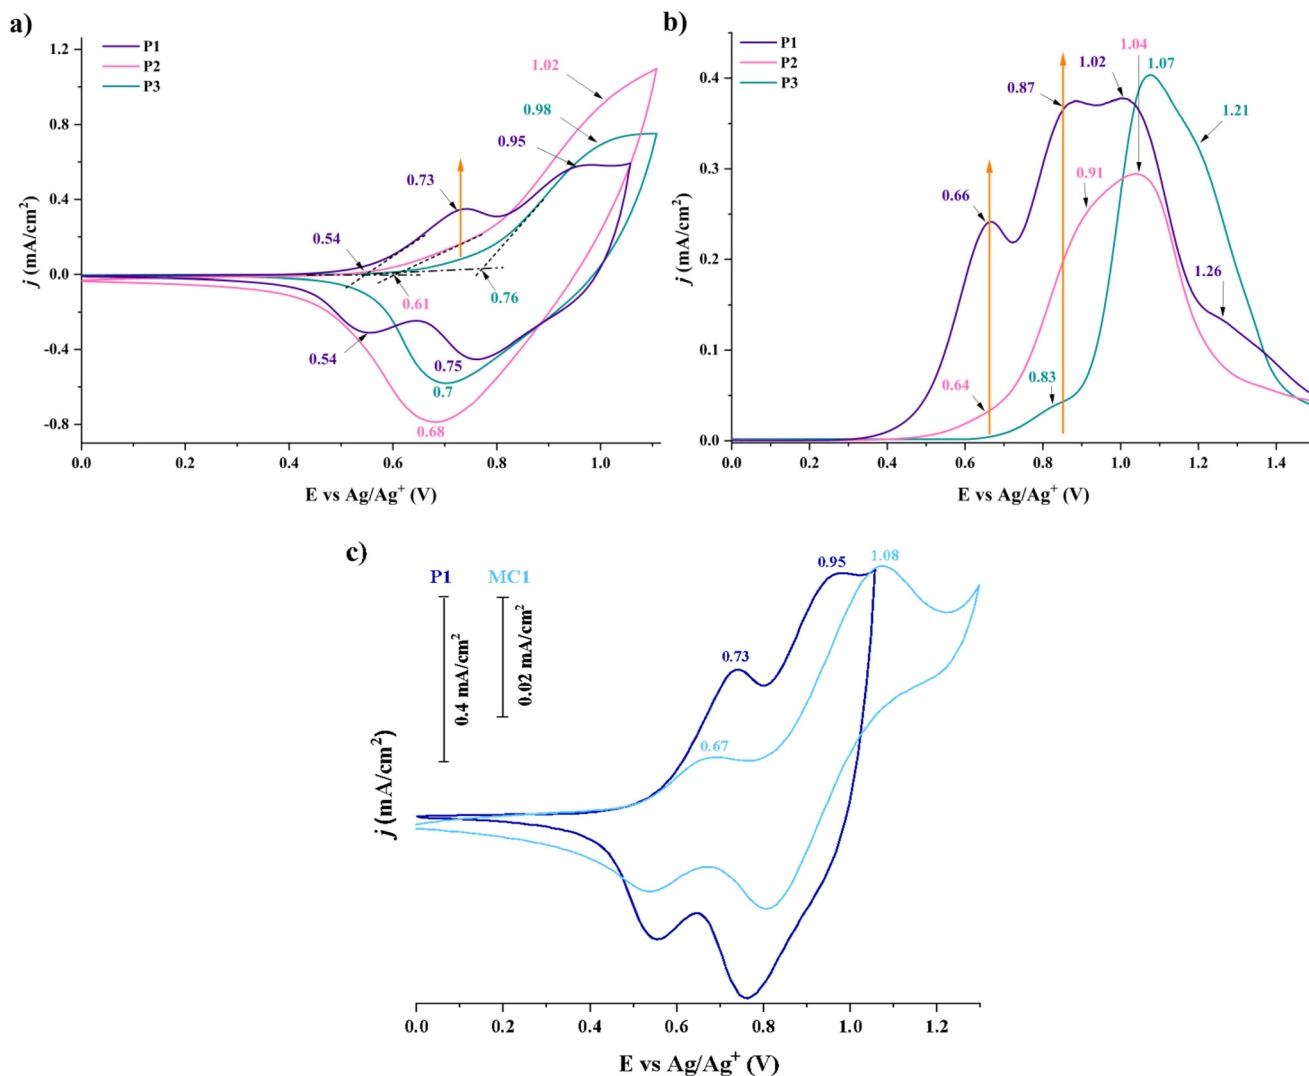 a)
P1
P2
P3
1.02
0.98
0.95
0.73
0.54
0.61
0.76
0.54
0.75
0.7
0.68
1.2
0.8
0.4
0.0
-0.4
-0.8
j (mA/cm²)
0.0 0.2 0.4 0.6 0.8 1.0
E vs Ag/Ag⁺ (V)
b)
P1
P2
P3
1.04
1.02
1.07
0.87
1.21
0.91
0.66
1.26
0.64
0.83
0.4
0.3
0.2
0.1
0.0
j (mA/cm²)
0.0 0.2 0.4 0.6 0.8 1.0 1.2 1.4
E vs Ag/Ag⁺ (V)
c)
P1 MC1
0.4 mA/cm²
0.02 mA/cm²
0.95
1.08
0.73
0.67
j (mA/cm²)
0.0 0.2 0.4 0.6 0.8 1.0 1.2
E vs Ag/Ag⁺ (V)